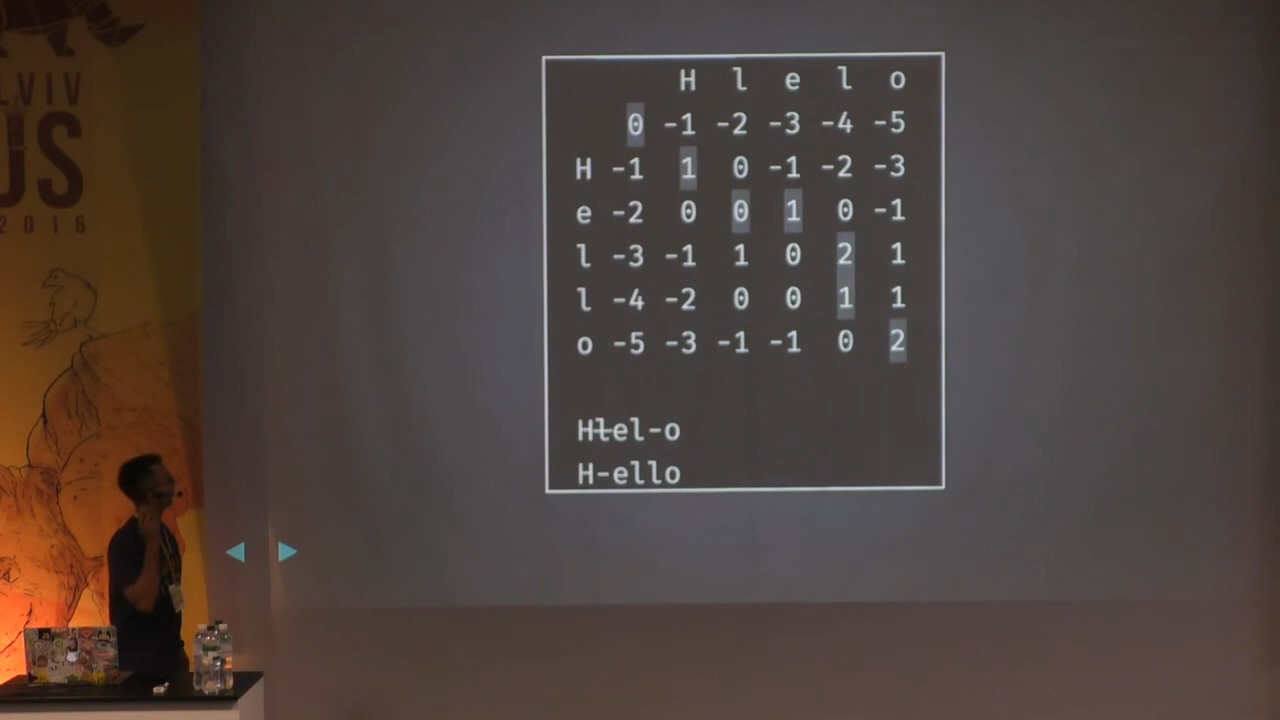 LVIV
US
2016
H l e l o
0 -1 -2 -3 -4 -5
H -1 1 0 -1 -2 -3
e -2 0 0 1 0 -1
l -3 -1 1 0 2 1
l -4 -2 0 0 1 1
o -5 -3 -1 -1 0 2
Hlel-o
H-ello